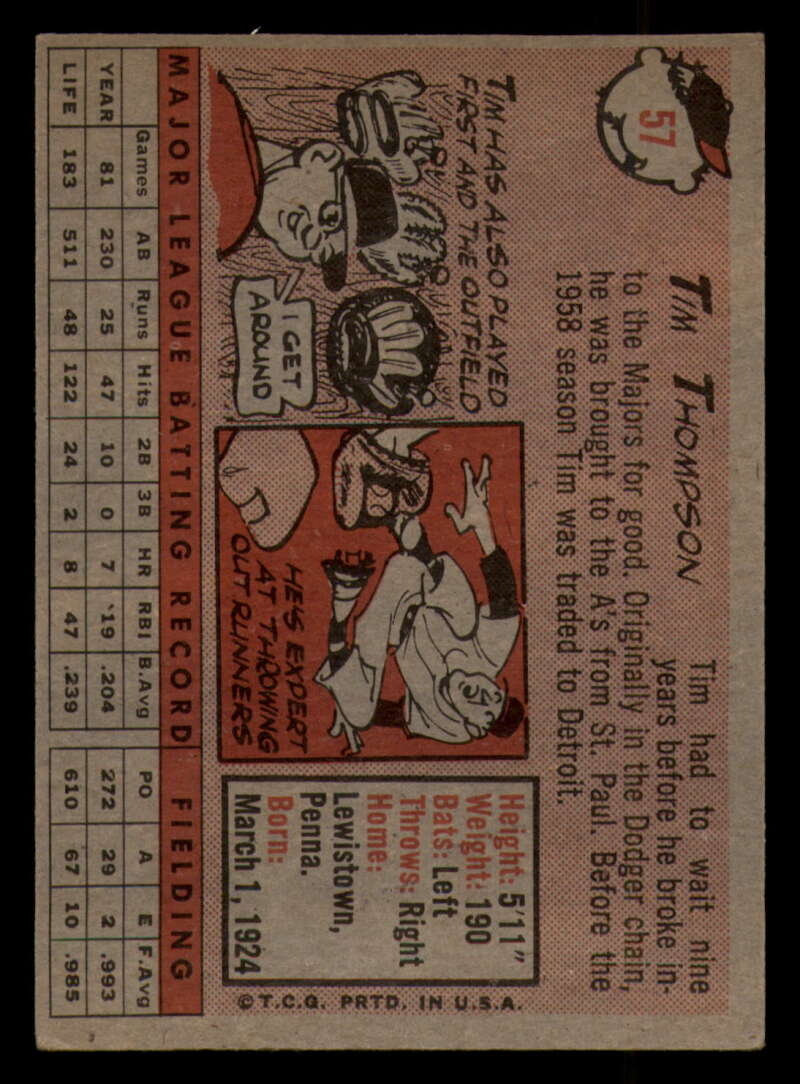 57
TIM THOMPSON
Tim had to wait nine
years before he broke in-
to the Majors for good. Originally in the Dodger chain,
he was brought to the A's from St. Paul. Before the
1958 season Tim was traded to Detroit.
TIM HAS ALSO PLAYED
FIRST AND THE OUTFIELD
I GET
AROUND
HE'S EXPERT
AT THROWING
OUT RUNNERS
Height: 5'11"
Weight: 190
Bats: Left
Throws: Right
Home:
Lewistown,
Penna.
Born:
March 1, 1924
©T.C.G. PRTD. IN U.S.A.
MAJOR LEAGUE BATTING RECORD FIELDING
Games AB Runs Hits 2B 3B HR RBI B.Avg PO A E F.Avg
YEAR 81 230 25 47 10 0 7 '19 .204 272 29 2 .993
LIFE 183 511 48 122 24 2 8 47 .239 610 67 10 .985